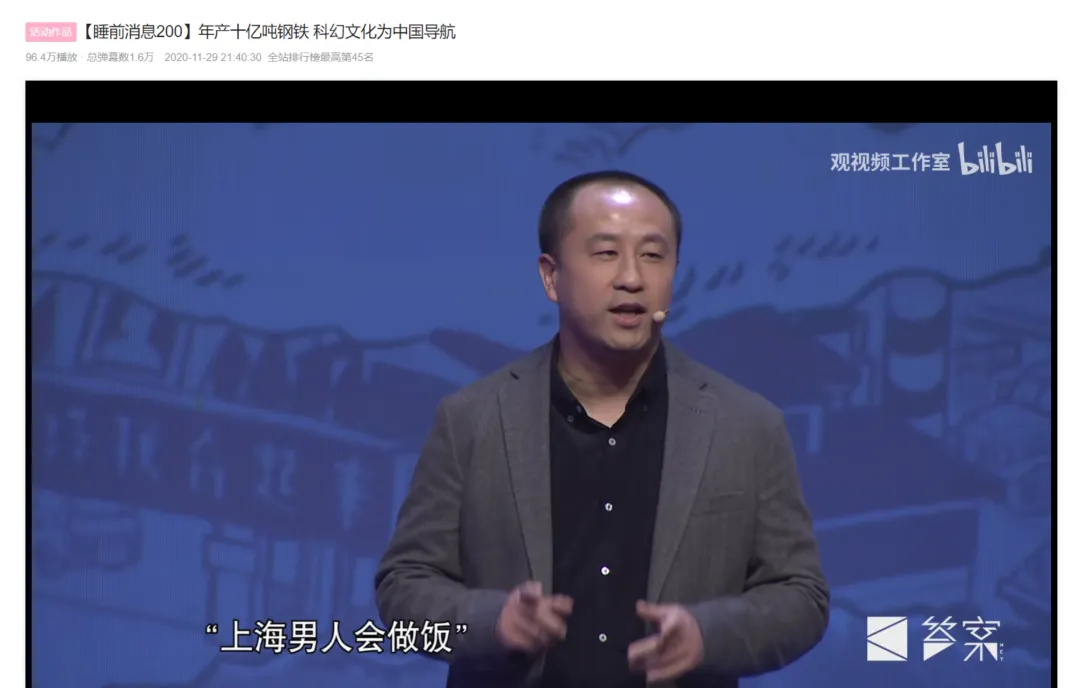 活动作品 【睡前消息200】年产十亿吨钢铁 科幻文化为中国导航
96.4万播放 · 总弹幕数1.6万 2020-11-29 21:40:30 全站排行榜最高第45名
观视频工作室 bilibili
“上海男人会做饭”
答案